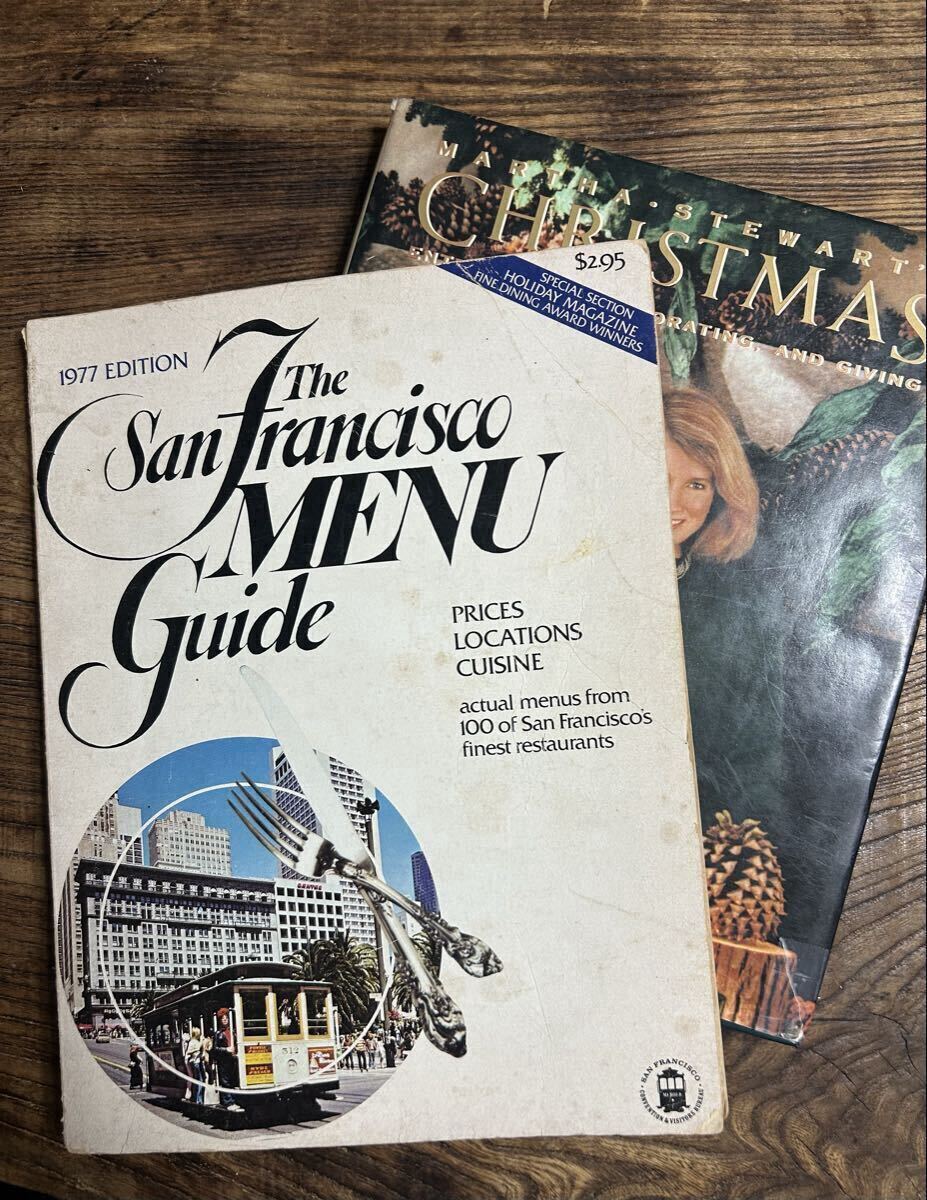 MARTHA · STEWART'S
CHRISTMAS
ORATING, AND GIVING
$2.95
SPECIAL SECTION
HOLIDAY MAGAZINE
FINE DINING AWARD WINNERS
1977 EDITION
The
San Francisco
MENU
Guide
PRICES
LOCATIONS
CUISINE
actual menus from
100 of San Francisco's
finest restaurants
512
SAN FRANCISCO
CONVENTION & VISITORS BUREAU